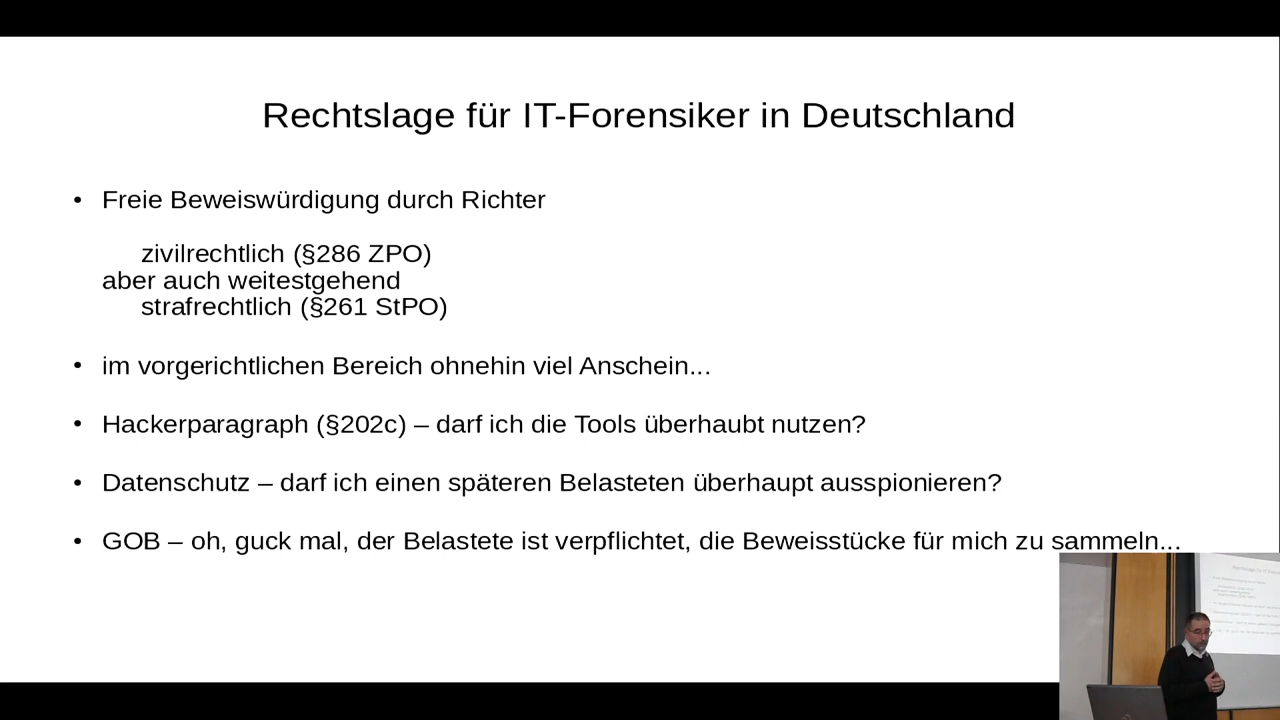 Rechtslage für IT-Forensiker in Deutschland
• Freie Beweiswürdigung durch Richter
zivilrechtlich (§286 ZPO)
aber auch weitestgehend
strafrechtlich (§261 StPO)
• im vorgerichtlichen Bereich ohnehin viel Anschein...
• Hackerparagraph (§202c) – darf ich die Tools überhaubt nutzen?
• Datenschutz – darf ich einen späteren Belasteten überhaupt ausspionieren?
• GOB – oh, guck mal, der Belastete ist verpflichtet, die Beweisstücke für mich zu sammeln...